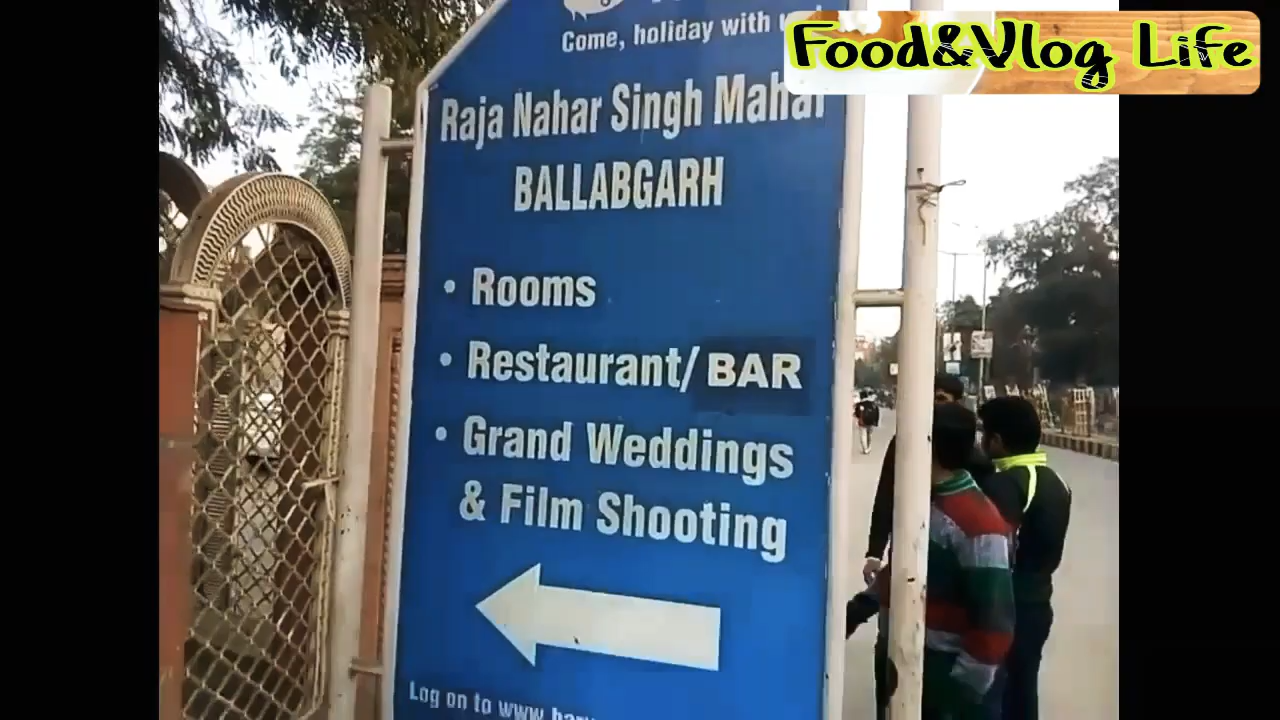 Come, holiday with
Food&Vlog Life
Raja Nahar Singh Mahal
BALLABGARH
• Rooms
• Restaurant/BAR
• Grand Weddings
& Film Shooting
Log on to www